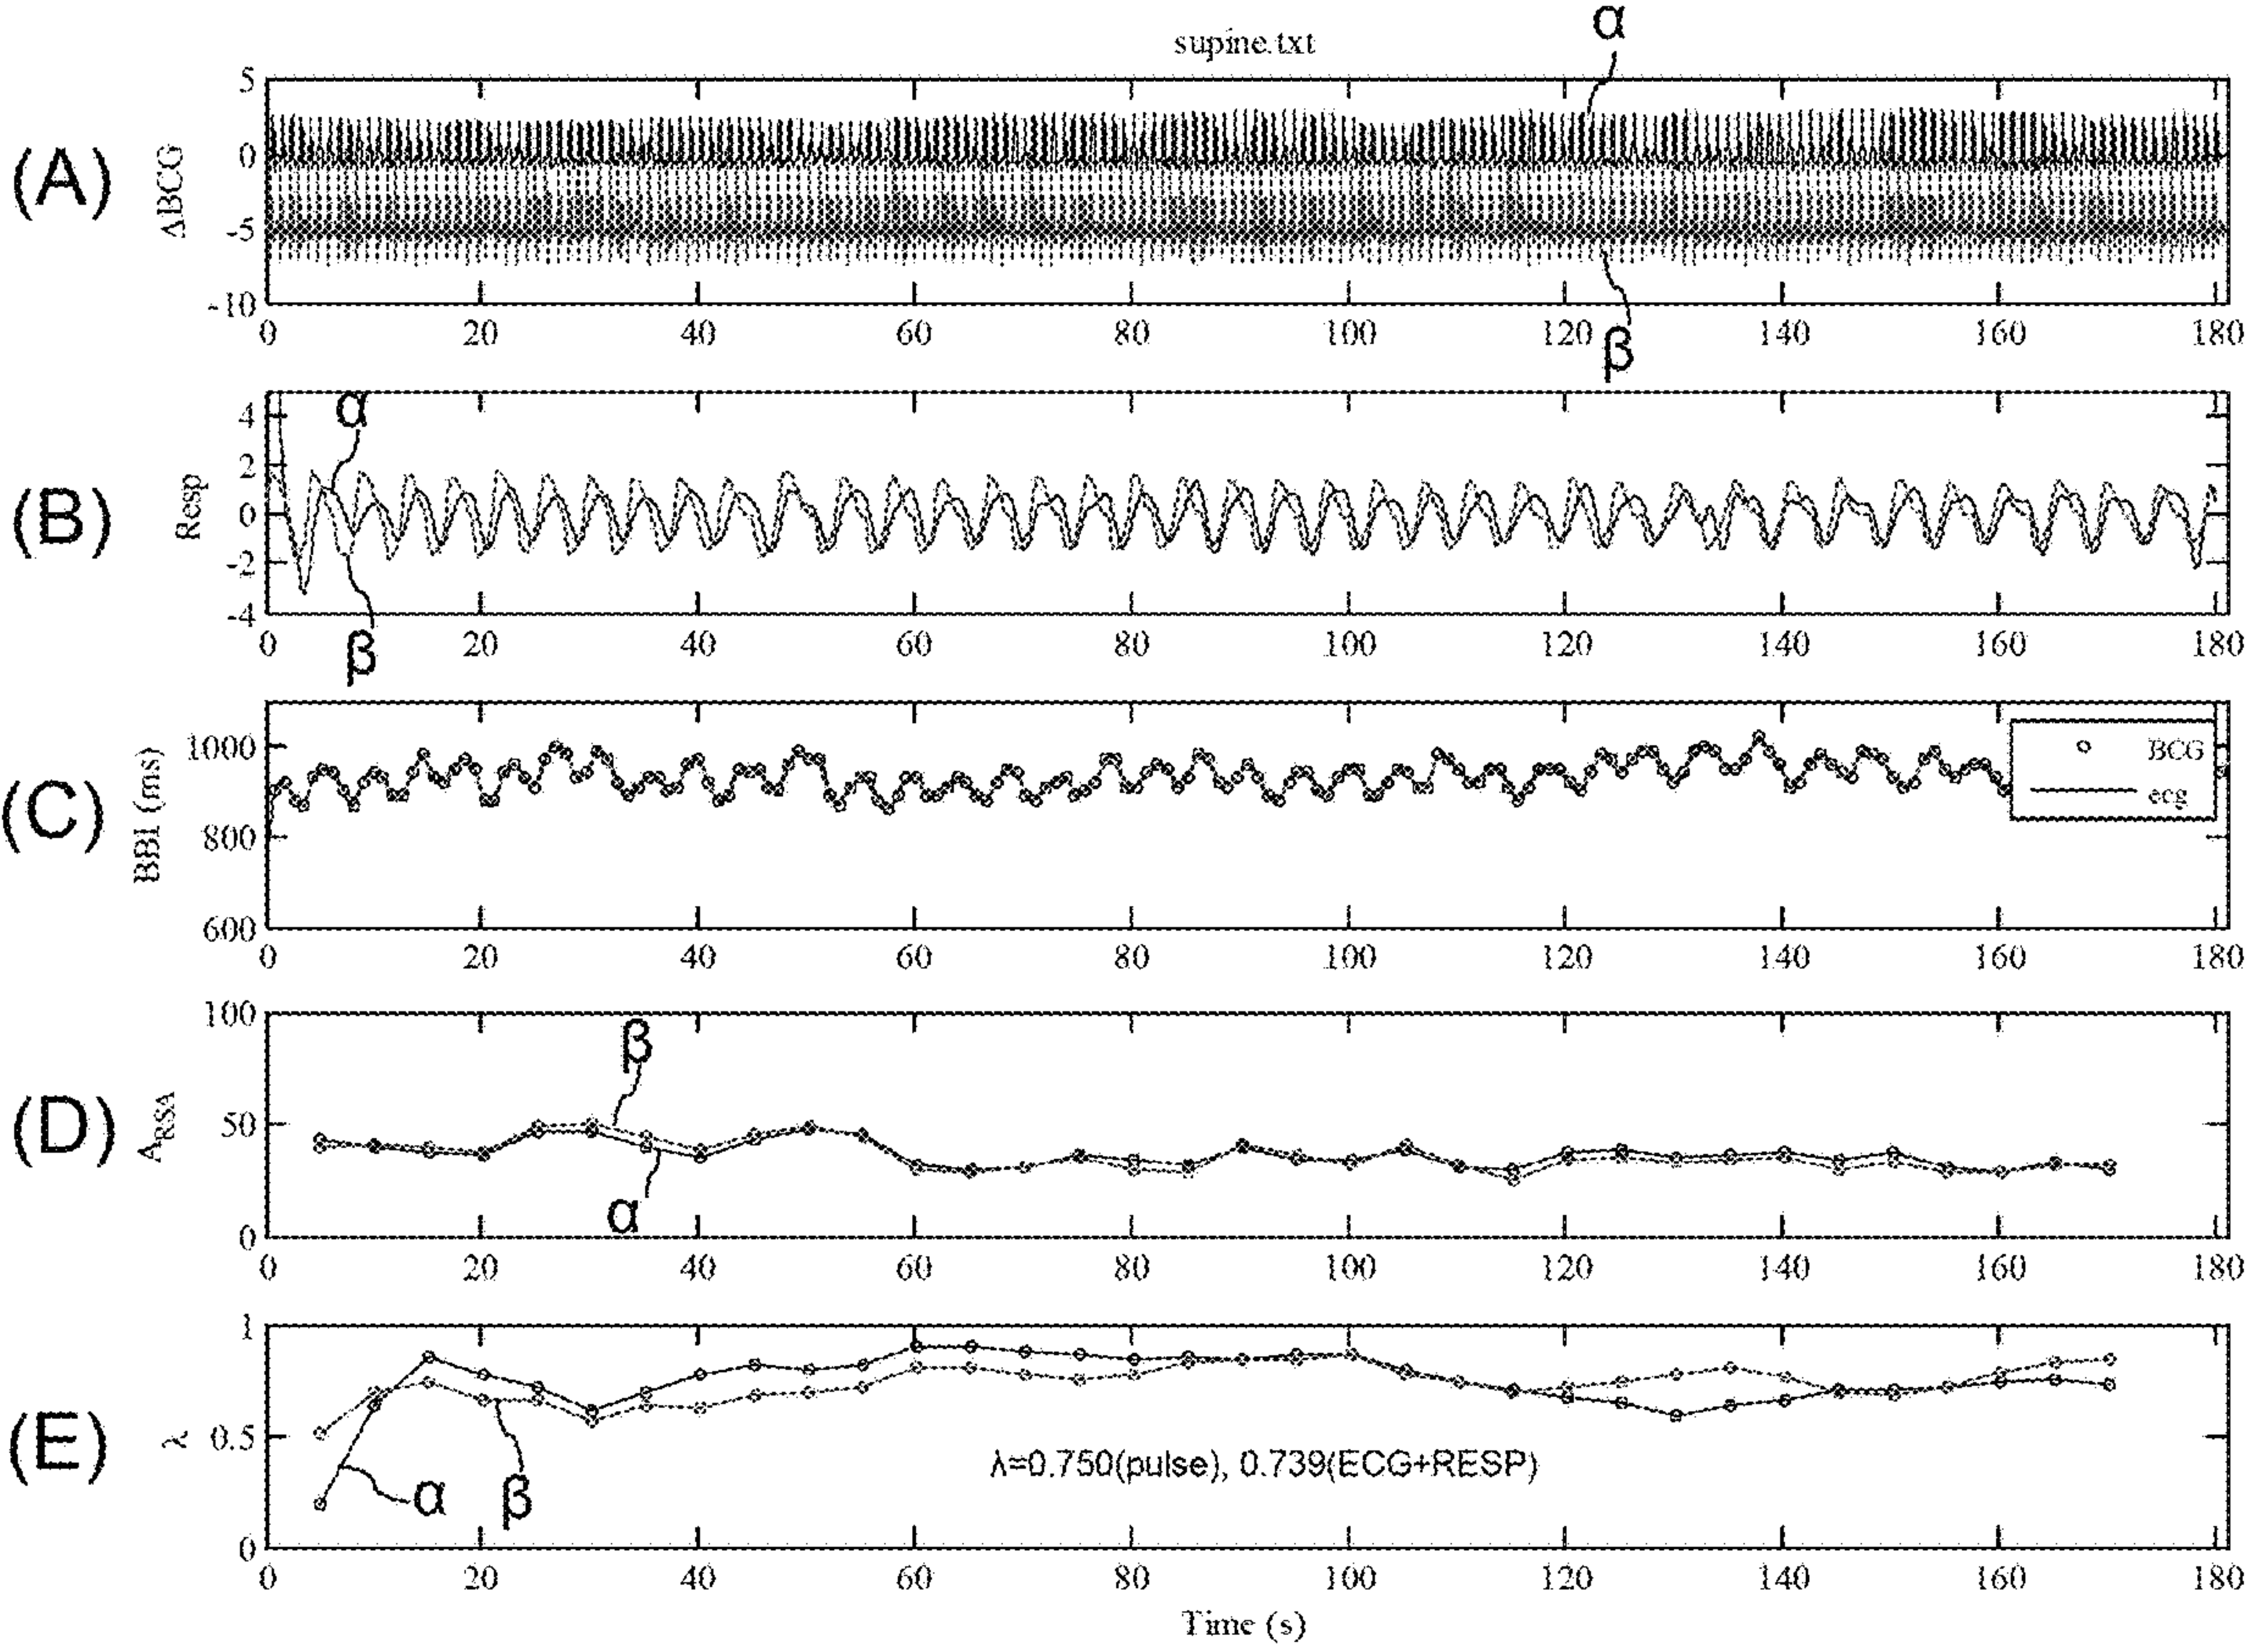 supine.txt
α
(A)
ΔBCG
5
0
-5
-10
0 20 40 60 80 100 120 140 160 180
β
(B)
Resp
α
4
2
0
-2
-4
0 20 40 60 80 100 120 140 160 180
β
(C)
BBI (ms)
1000
800
600
BCG
ecg
0 20 40 60 80 100 120 140 160 180
(D)
ARSA
100
50
0
β
α
0 20 40 60 80 100 120 140 160 180
(E)
λ
1
0.5
0
α β
λ=0.750(pulse), 0.739(ECG+RESP)
0 20 40 60 80 100 120 140 160 180
Time (s)